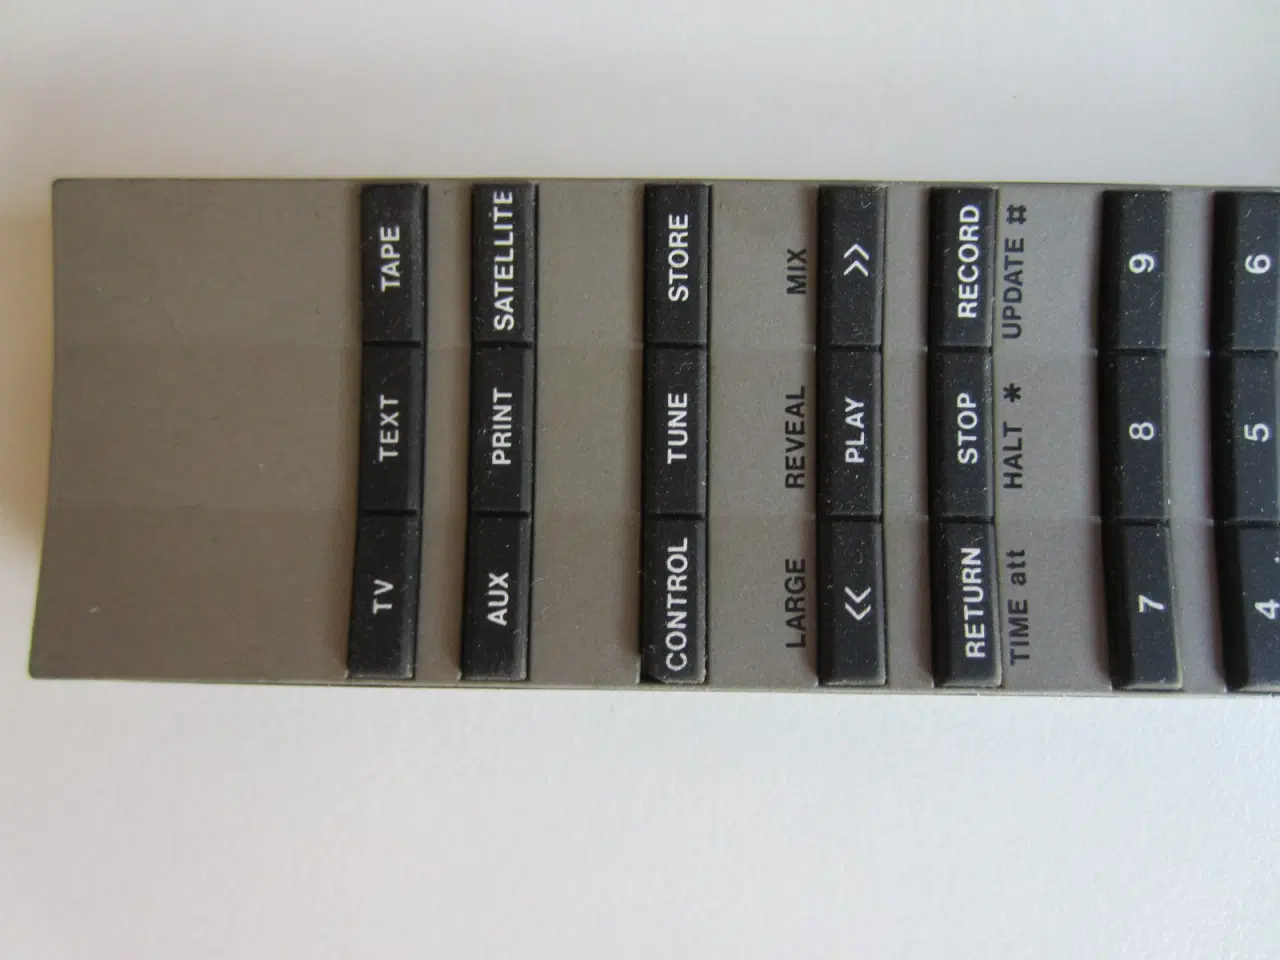 TV TEXT TAPE
AUX PRINT SATELLITE
CONTROL TUNE STORE
LARGE REVEAL MIX
<< PLAY >>
RETURN STOP RECORD
TIME att HALT * UPDATE #
7 8 9
4 5 6